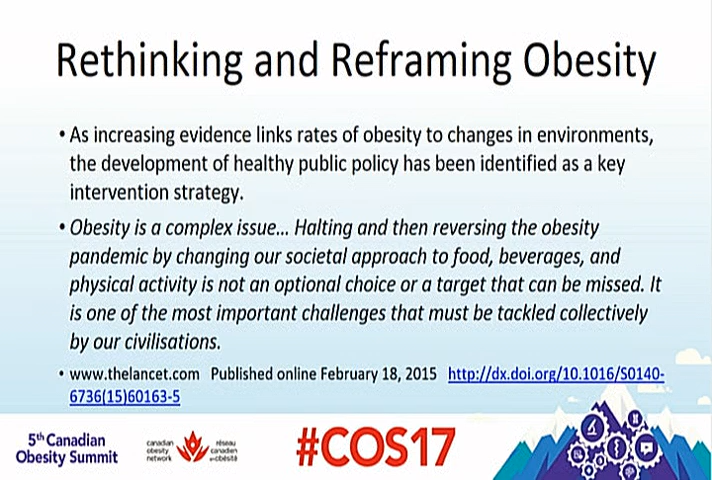 Rethinking and Reframing Obesity
• As increasing evidence links rates of obesity to changes in environments,
the development of healthy public policy has been identified as a key
intervention strategy.
• Obesity is a complex issue... Halting and then reversing the obesity
pandemic by changing our societal approach to food, beverages, and
physical activity is not an optional choice or a target that can be missed. It
is one of the most important challenges that must be tackled collectively
by our civilisations.
• www.thelancet.com Published online February 18, 2015 http://dx.doi.org/10.1016/S0140-
6736(15)60163-5
5th Canadian
Obesity Summit
canadian
obesity
network
réseau
canadien
en obésité
#COS17